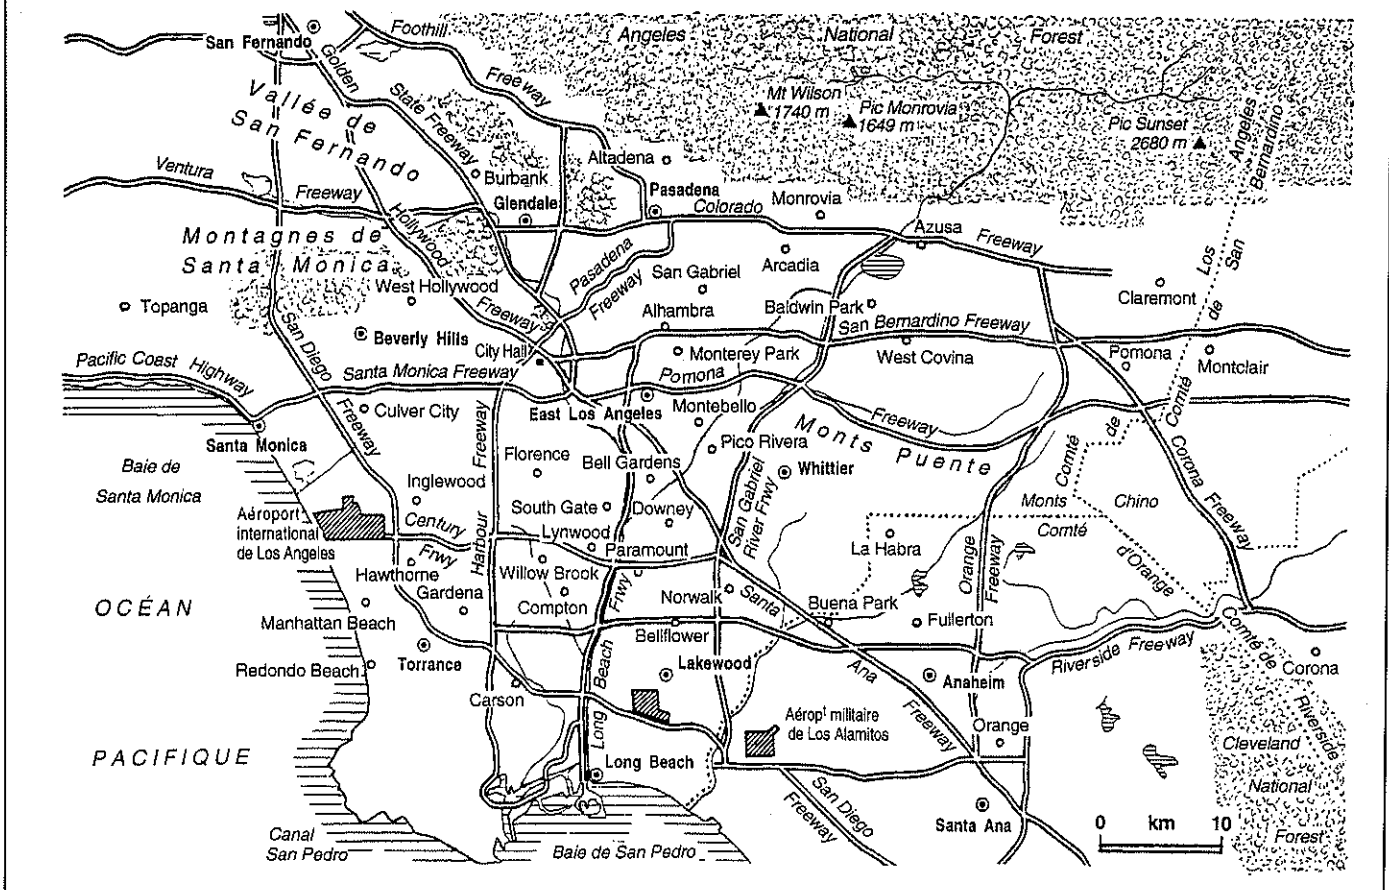 Foothill
Freeway
Angeles National Forest
San Fernando
Golden
State Freeway
Vallée de
San Fernando
Mt Wilson
1740 m
Pic Monrovia
1649 m
Pic Sunset
2680 m
Los Angeles
San Bernardino
Comté de
Comté de
Ventura
Freeway
Burbank
Altadena
Pasadena
Glendale
Colorado
Freeway
Monrovia
Azusa
Hollywood
Freeway
Montagnes de
Santa Monica
Pasadena
Freeway
San Gabriel
Arcadia
Claremont
West Hollywood
Topanga
Alhambra
Baldwin Park
San Bernardino Freeway
San Diego
Freeway
Beverly Hills
City Hall
Monterey Park
West Covina
Pomona
Montclair
Pacific Coast Highway
Santa Monica Freeway
Pomona
Freeway
Culver City
East Los Angeles
Montebello
Santa Monica
Harbour Freeway
Florence
Bell Gardens
Pico Rivera
Monts Puente
Whittier
Corona
Freeway
Baie de
Santa Monica
Inglewood
South Gate
Downey
San Gabriel
River Frwy
Monts Chino
Comté
d'Orange
Aéroport
international
de Los Angeles
Century
Frwy
Lynwood
Paramount
La Habra
Orange
Freeway
Hawthorne
Willow Brook
Gardena
Compton
Norwalk
Santa
Ana
Freeway
Buena Park
Fullerton
OCÉAN
Manhattan Beach
Bellflower
Redondo Beach
Torrance
Long
Beach
Frwy
Lakewood
Anaheim
Riverside Freeway
Comté de
Riverside
Corona
Carson
Aéropt militaire
de Los Alamitos
Orange
PACIFIQUE
Long Beach
San Diego
Freeway
Santa Ana
Cleveland
National
Forest
0 km 10
Canal
San Pedro
Baie de San Pedro